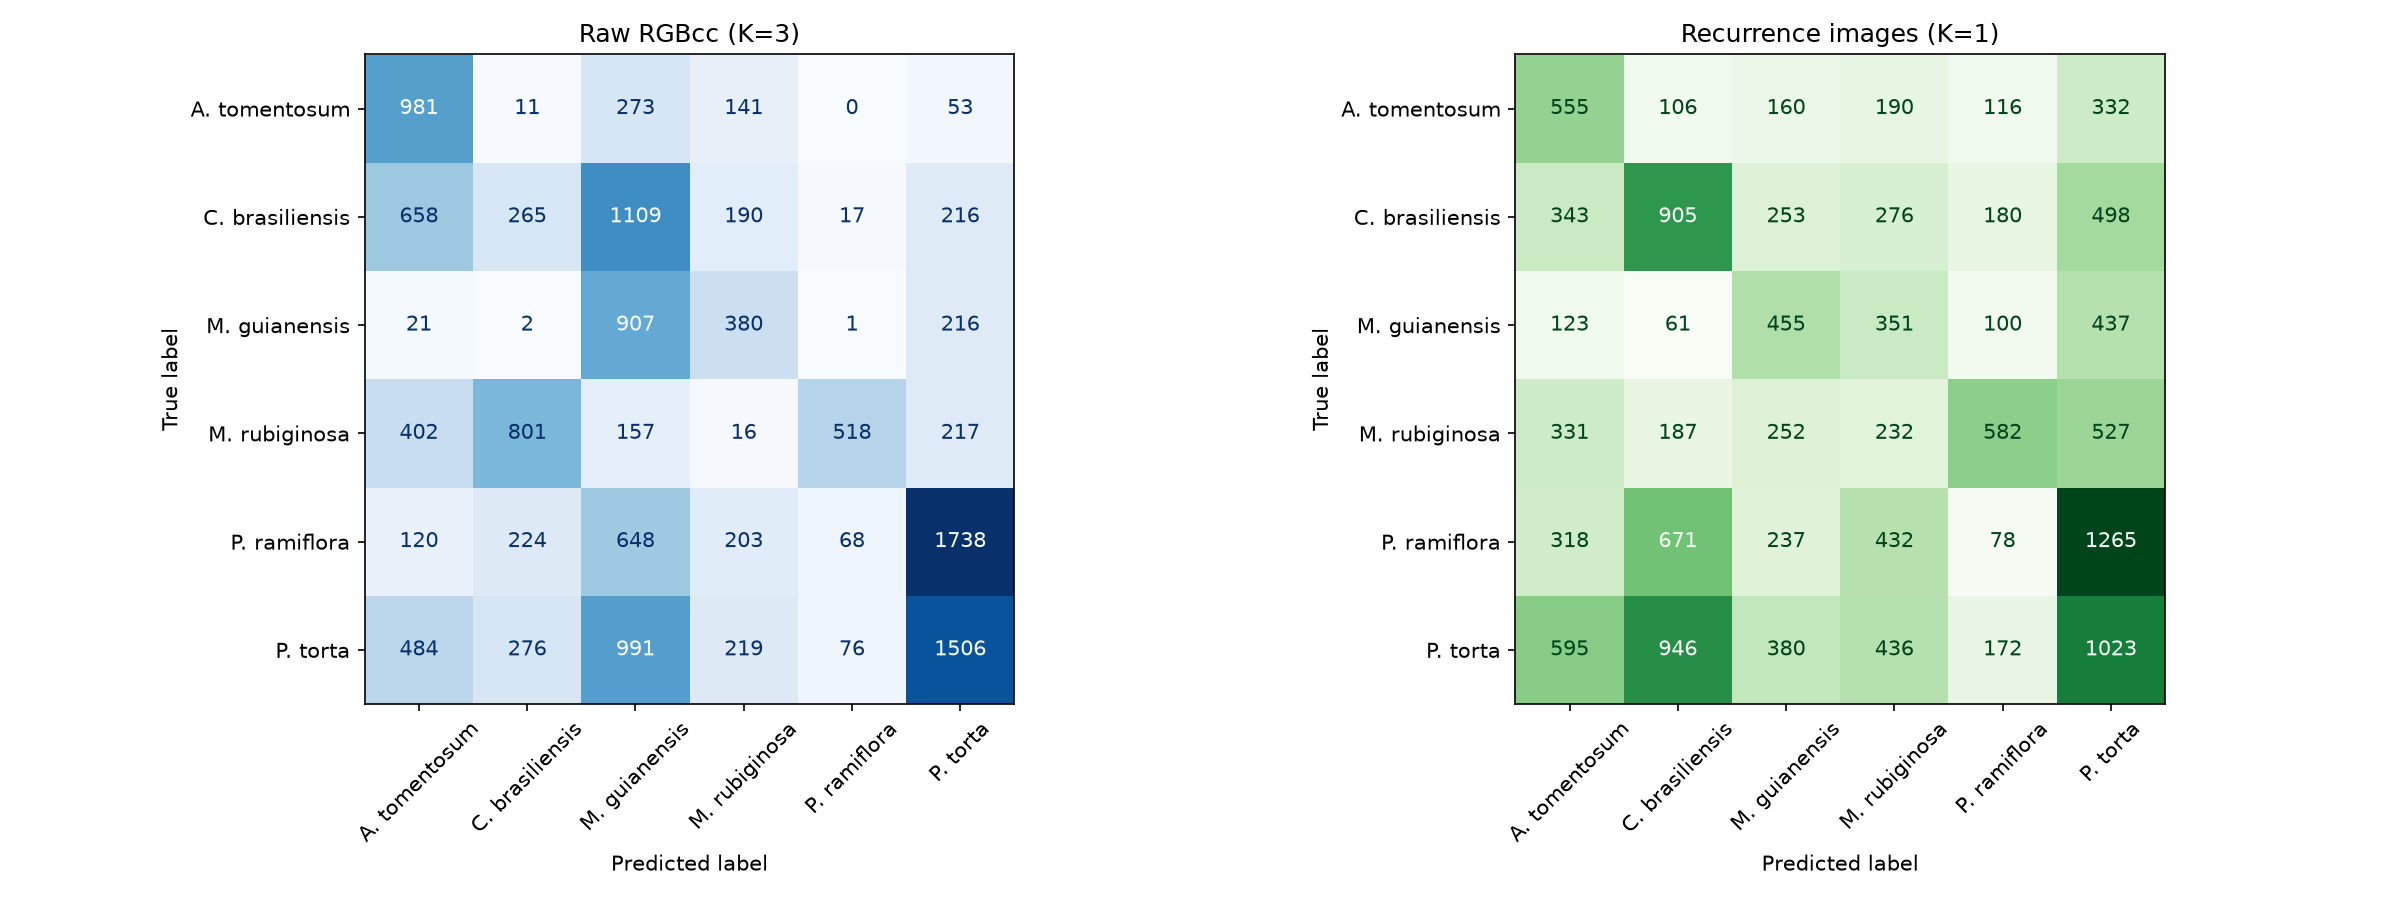 Raw RGBcc (K=3)
True label
A. tomentosum 981 11 273 141 0 53
C. brasiliensis 658 265 1109 190 17 216
M. guianensis 21 2 907 380 1 216
M. rubiginosa 402 801 157 16 518 217
P. ramiflora 120 224 648 203 68 1738
P. torta 484 276 991 219 76 1506
A. tomentosum C. brasiliensis M. guianensis M. rubiginosa P. ramiflora P. torta
Predicted label
Recurrence images (K=1)
True label
A. tomentosum 555 106 160 190 116 332
C. brasiliensis 343 905 253 276 180 498
M. guianensis 123 61 455 351 100 437
M. rubiginosa 331 187 252 232 582 527
P. ramiflora 318 671 237 432 78 1265
P. torta 595 946 380 436 172 1023
A. tomentosum C. brasiliensis M. guianensis M. rubiginosa P. ramiflora P. torta
Predicted label